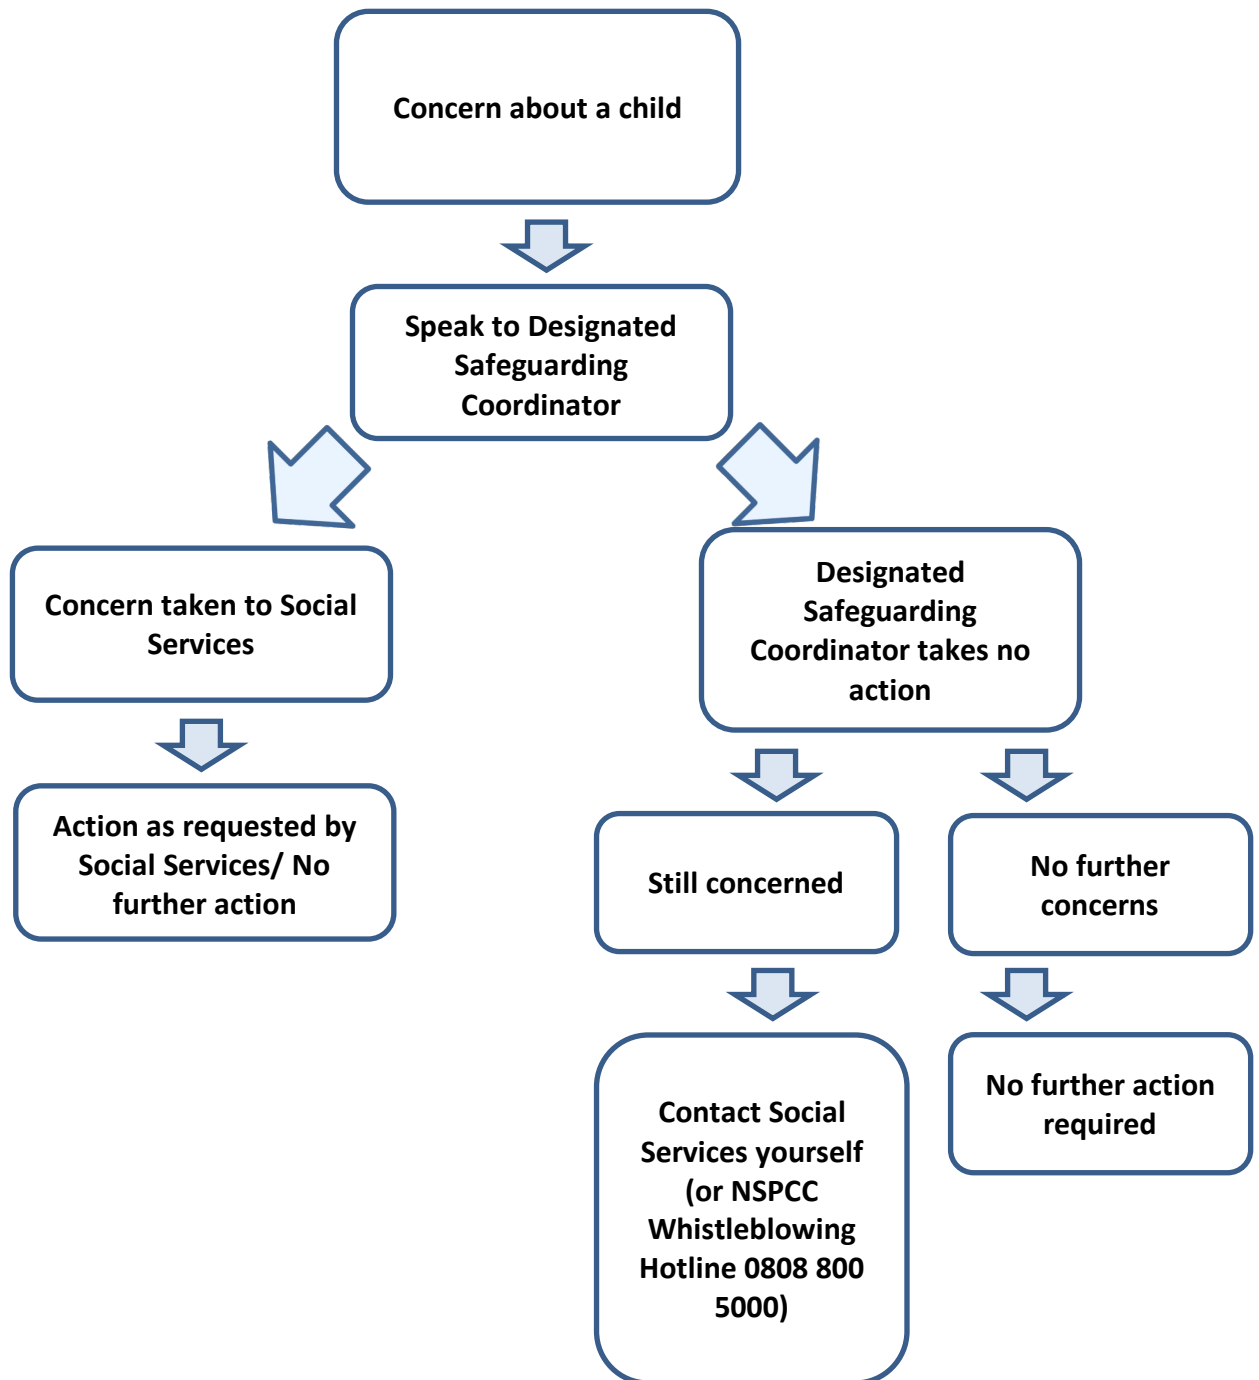 Concern about a child
Speak to Designated
Safeguarding
Coordinator
Concern taken to Social
Services
Action as requested by
Social Services/ No
further action
Designated
Safeguarding
Coordinator takes no
action
Still concerned
Contact Social
Services yourself
(or NSPCC
Whistleblowing
Hotline 0808 800
5000)
No further
concerns
No further action
required